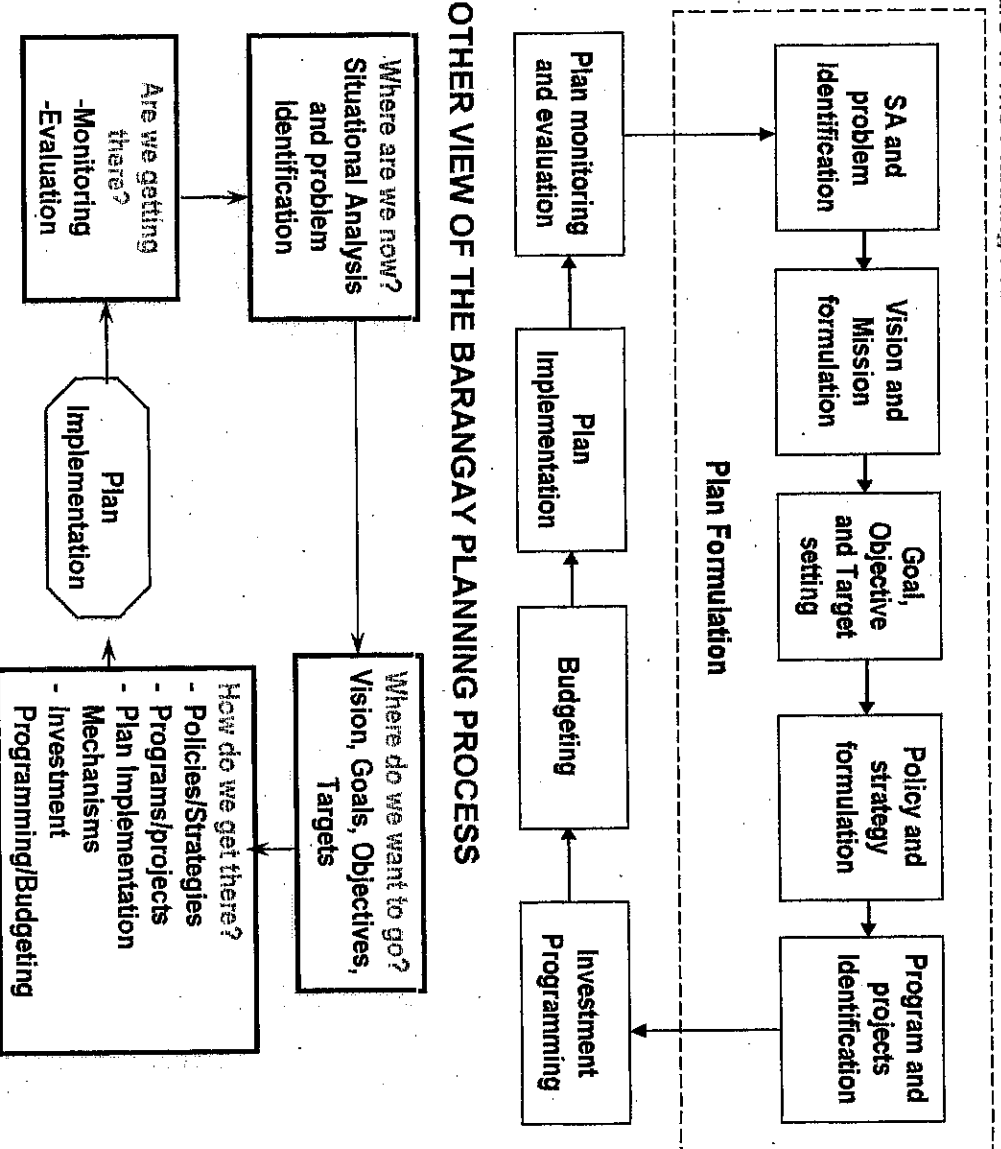 SA and
problem
Identification
Vision and
Mission
formulation
Goal,
Objective
and Target
setting
Policy and
strategy
formulation
Program and
projects
Identification
Plan Formulation
Plan monitoring
and evaluation
Plan
Implementation
Budgeting
Investment
Programming
OTHER VIEW OF THE BARANGAY PLANNING PROCESS
Where are we now?
Situational Analysis
and problem
Identification
Where do we want to go?
Vision, Goals, Objectives,
Targets
Are we getting
there?
-Monitoring
-Evaluation
Plan
Implementation
How do we get there?
- Policies/Strategies
- Programs/projects
- Plan Implementation
Mechanisms
- Investment
Programming/Budgeting